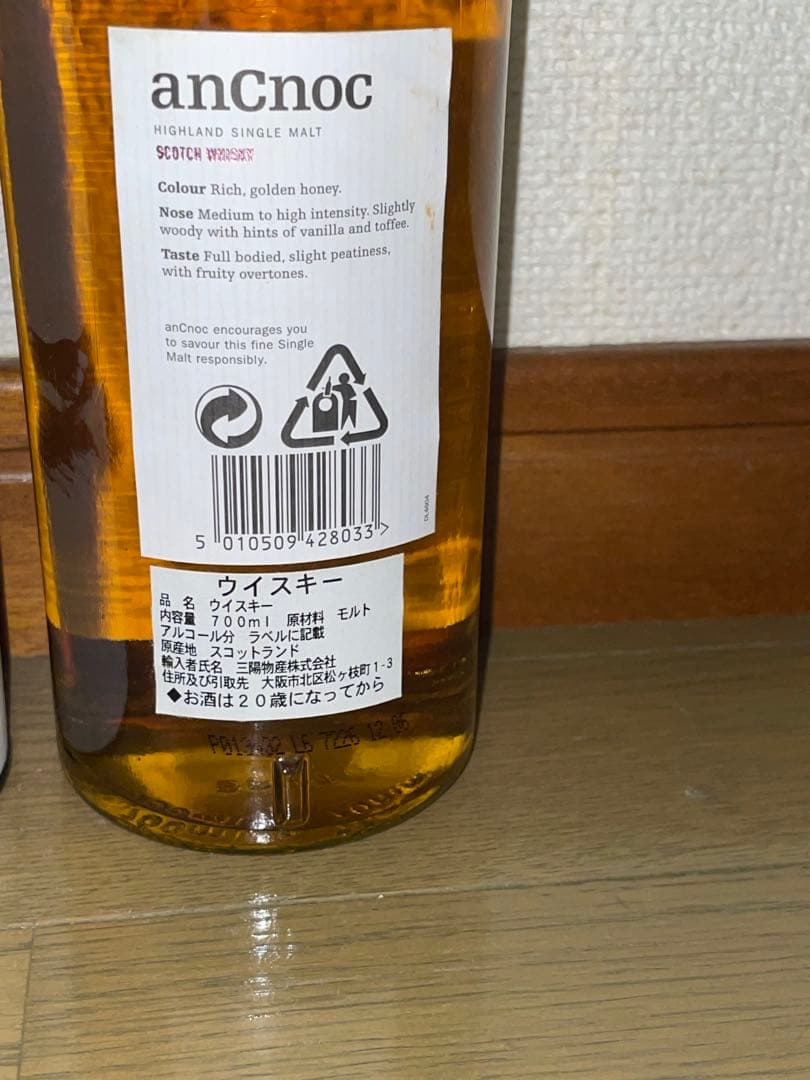 anCnoc
HIGHLAND SINGLE MALT
SCOTCH WHISKY
Colour Rich, golden honey.
Nose Medium to high intensity. Slightly
woody with hints of vanilla and toffee.
Taste Full bodied, slight peatiness,
with fruity overtones.
anCnoc encourages you
to savour this fine Single
Malt responsibly.
5 010509 428033 >
ウイスキー
品 名 ウイスキー
内容量 700ml 原材料 モルト
アルコール分 ラベルに記載
原産地 スコットランド
輸入者氏名 三陽物産株式会社
住所及び引取先 大阪市北区松ヶ枝町1-3
◆お酒は20歳になってから
L6 7226 12